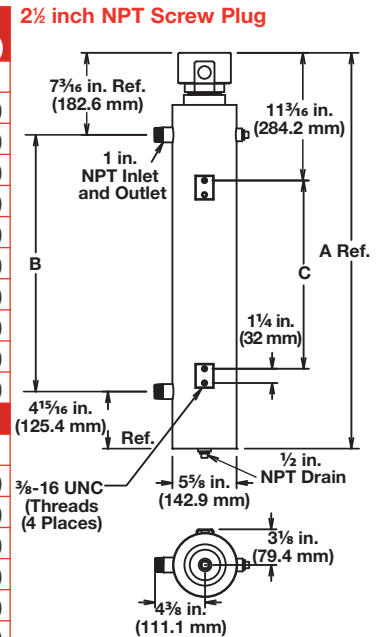 2½ inch NPT Screw Plug
7³⁄₁₆ in. Ref.
(182.6 mm)
11³⁄₁₆ in.
(284.2 mm)
1 in.
NPT Inlet
and Outlet
A Ref.
B
C
1¼ in.
(32 mm)
4¹⁵⁄₁₆ in.
(125.4 mm)
Ref.
½ in.
NPT Drain
⅜-16 UNC
(Threads
(4 Places)
5⅝ in.
(142.9 mm)
3⅛ in.
(79.4 mm)
4⅜ in.
(111.1 mm)